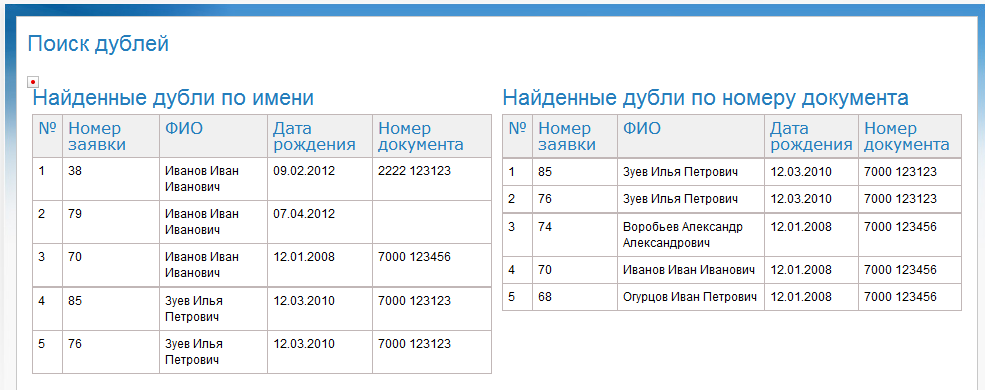 Поиск дублей
Найденные дубли по имени
№ Номер заявки ФИО Дата рождения Номер документа
1 38 Иванов Иван Иванович 09.02.2012 2222 123123
2 79 Иванов Иван Иванович 07.04.2012
3 70 Иванов Иван Иванович 12.01.2008 7000 123456
4 85 Зуев Илья Петрович 12.03.2010 7000 123123
5 76 Зуев Илья Петрович 12.03.2010 7000 123123
Найденные дубли по номеру документа
№ Номер заявки ФИО Дата рождения Номер документа
1 85 Зуев Илья Петрович 12.03.2010 7000 123123
2 76 Зуев Илья Петрович 12.03.2010 7000 123123
3 74 Воробьев Александр Александрович 12.01.2008 7000 123456
4 70 Иванов Иван Иванович 12.01.2008 7000 123456
5 68 Огурцов Иван Петрович 12.01.2008 7000 123456